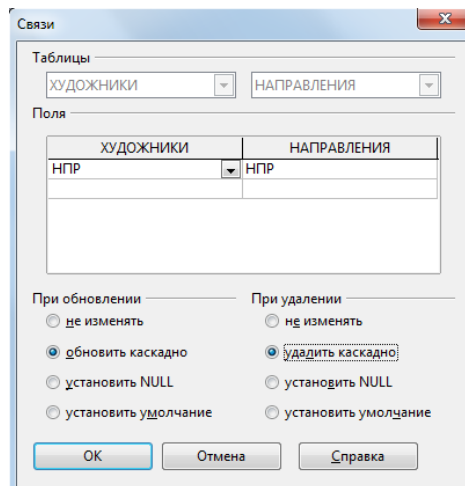 Связи
Таблицы
ХУДОЖНИКИ НАПРАВЛЕНИЯ
Поля
ХУДОЖНИКИ НАПРАВЛЕНИЯ
НПР НПР
При обновлении При удалении
не изменять не изменять
обновить каскадно удалить каскадно
установить NULL установить NULL
установить умолчание установить умолчание
ОК Отмена Справка